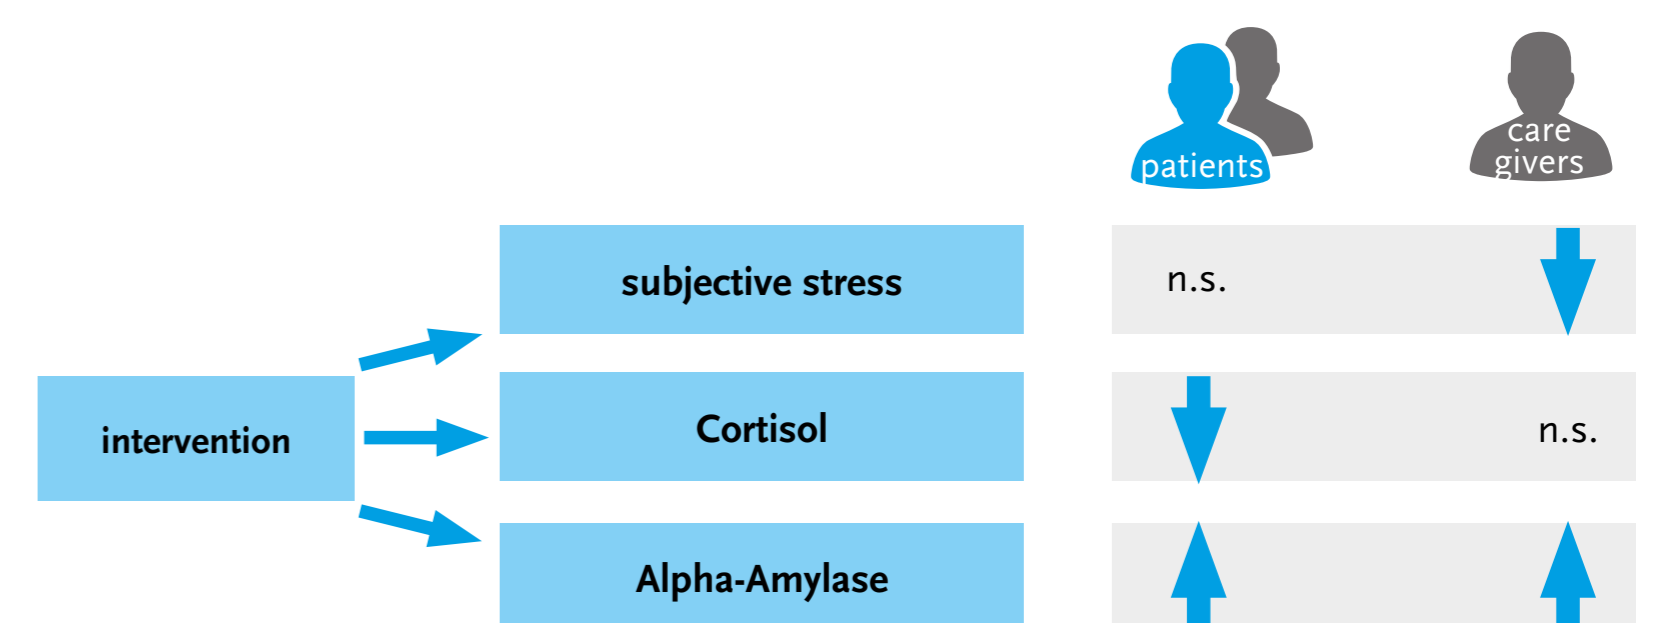 patients
care
givers
subjective stress
n.s.
intervention
Cortisol
n.s.
Alpha-Amylase